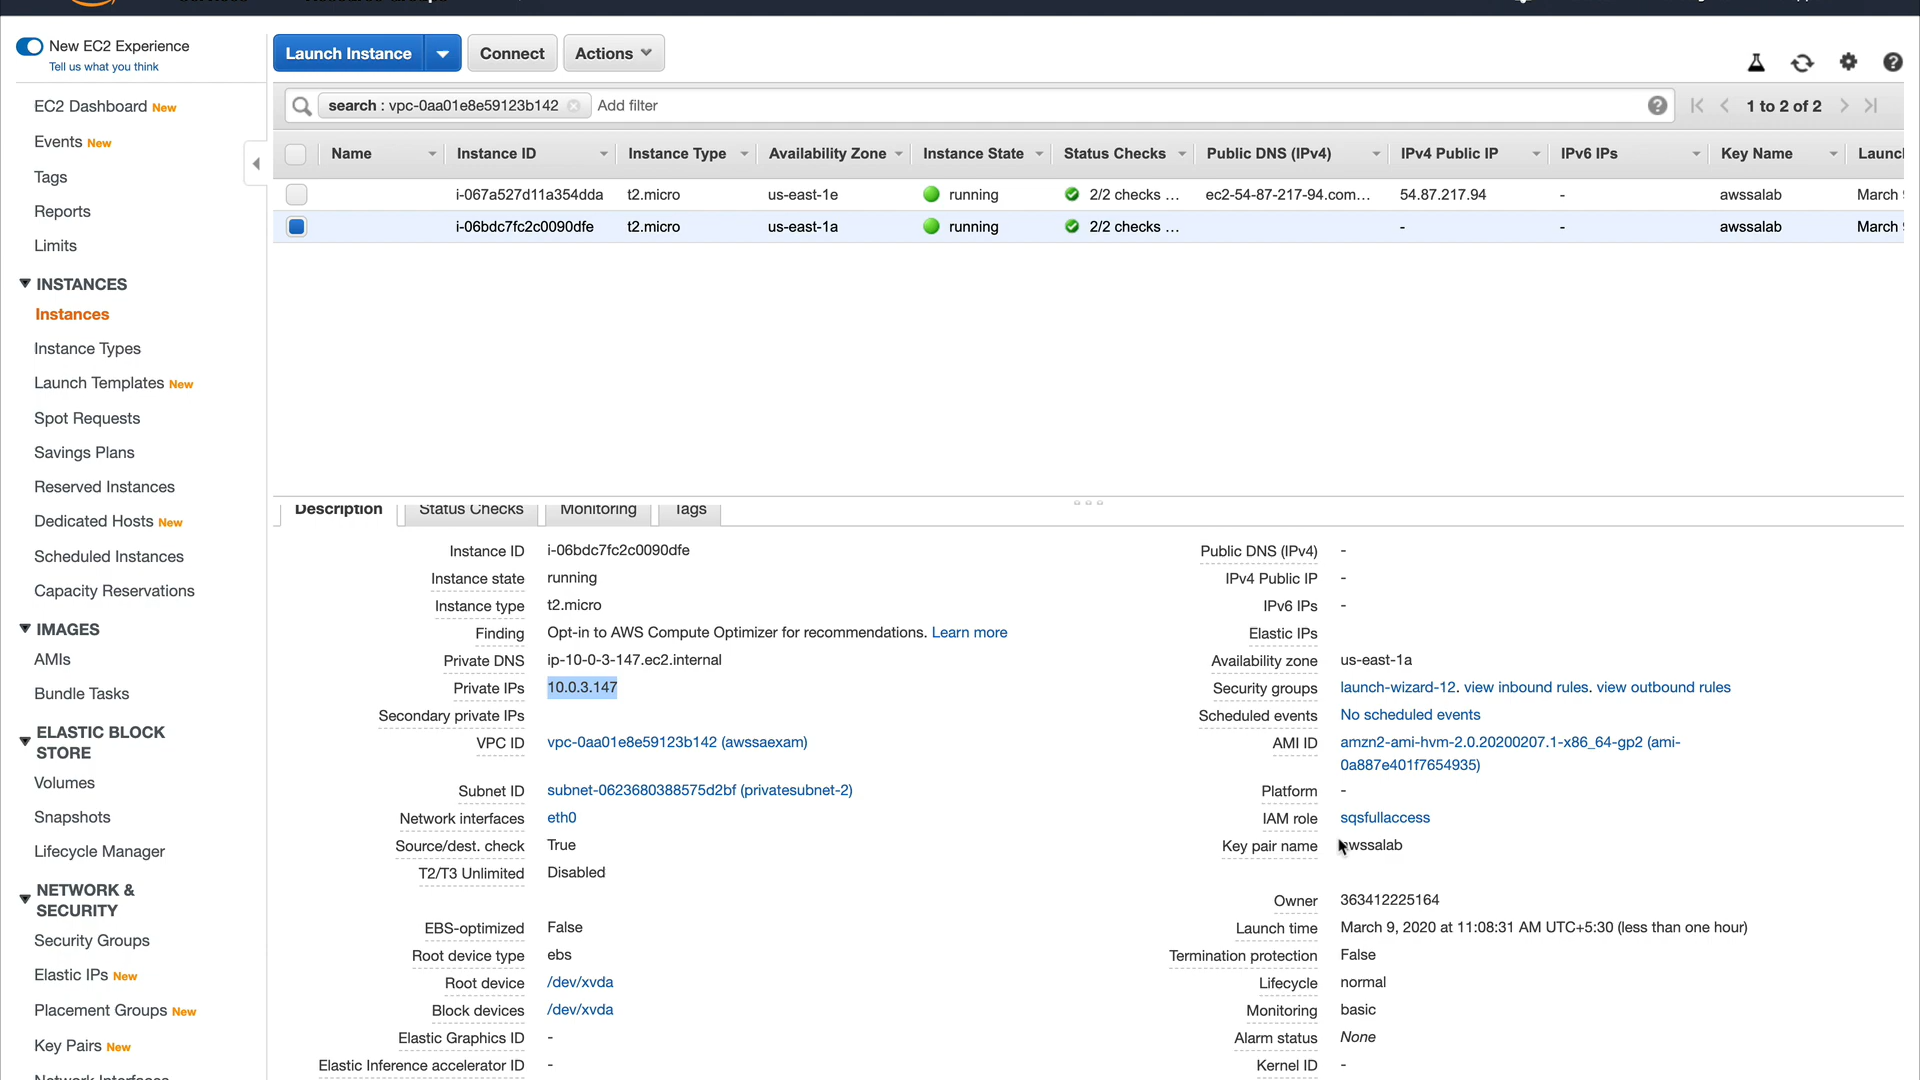 New EC2 Experience
Tell us what you think
EC2 Dashboard New
Events New
Tags
Reports
Limits
INSTANCES
Instances
Instance Types
Launch Templates New
Spot Requests
Savings Plans
Reserved Instances
Dedicated Hosts New
Scheduled Instances
Capacity Reservations
IMAGES
AMIs
Bundle Tasks
ELASTIC BLOCK
STORE
Volumes
Snapshots
Lifecycle Manager
NETWORK &
SECURITY
Security Groups
Elastic IPs New
Placement Groups New
Key Pairs New
Network Interfaces
Launch Instance Connect Actions
search : vpc-0aa01e8e59123b142 Add filter 1 to 2 of 2
Name Instance ID Instance Type Availability Zone Instance State Status Checks Public DNS (IPv4) IPv4 Public IP IPv6 IPs Key Name Launc
i-067a527d11a354dda t2.micro us-east-1e running 2/2 checks ... ec2-54-87-217-94.com... 54.87.217.94 - awssalab March
i-06bdc7fc2c0090dfe t2.micro us-east-1a running 2/2 checks ... - - awssalab March
Description Status Checks Monitoring Tags
Instance ID i-06bdc7fc2c0090dfe
Instance state running
Instance type t2.micro
Finding Opt-in to AWS Compute Optimizer for recommendations. Learn more
Private DNS ip-10-0-3-147.ec2.internal
Private IPs 10.0.3.147
Secondary private IPs
VPC ID vpc-0aa01e8e59123b142 (awssaexam)
Subnet ID subnet-0623680388575d2bf (privatesubnet-2)
Network interfaces eth0
Source/dest. check True
T2/T3 Unlimited Disabled
EBS-optimized False
Root device type ebs
Root device /dev/xvda
Block devices /dev/xvda
Elastic Graphics ID -
Elastic Inference accelerator ID -
Public DNS (IPv4) -
IPv4 Public IP -
IPv6 IPs -
Elastic IPs
Availability zone us-east-1a
Security groups launch-wizard-12. view inbound rules. view outbound rules
Scheduled events No scheduled events
AMI ID amzn2-ami-hvm-2.0.20200207.1-x86_64-gp2 (ami-
0a887e401f7654935)
Platform -
IAM role sqsfullaccess
Key pair name awssalab
Owner 363412225164
Launch time March 9, 2020 at 11:08:31 AM UTC+5:30 (less than one hour)
Termination protection False
Lifecycle normal
Monitoring basic
Alarm status None
Kernel ID -